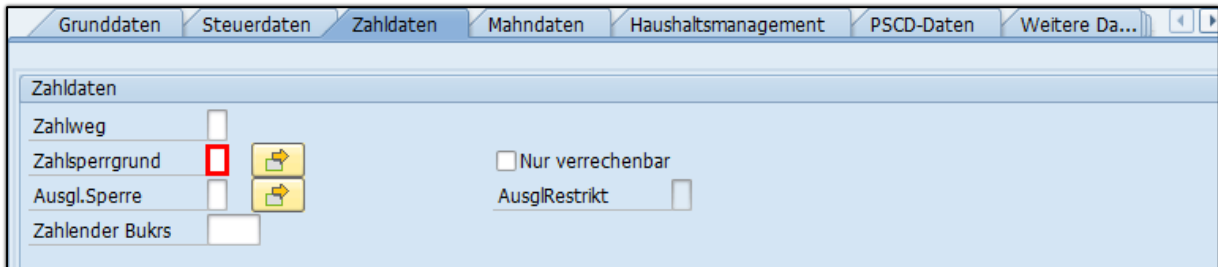 Grunddaten Steuerdaten Zahldaten Mahndaten Haushaltsmanagement PSCD-Daten Weitere Da...
Zahldaten
Zahlweg
Zahlsperrgrund Nur verrechenbar
Ausgl.Sperre AusglRestrikt
Zahlender Bukrs